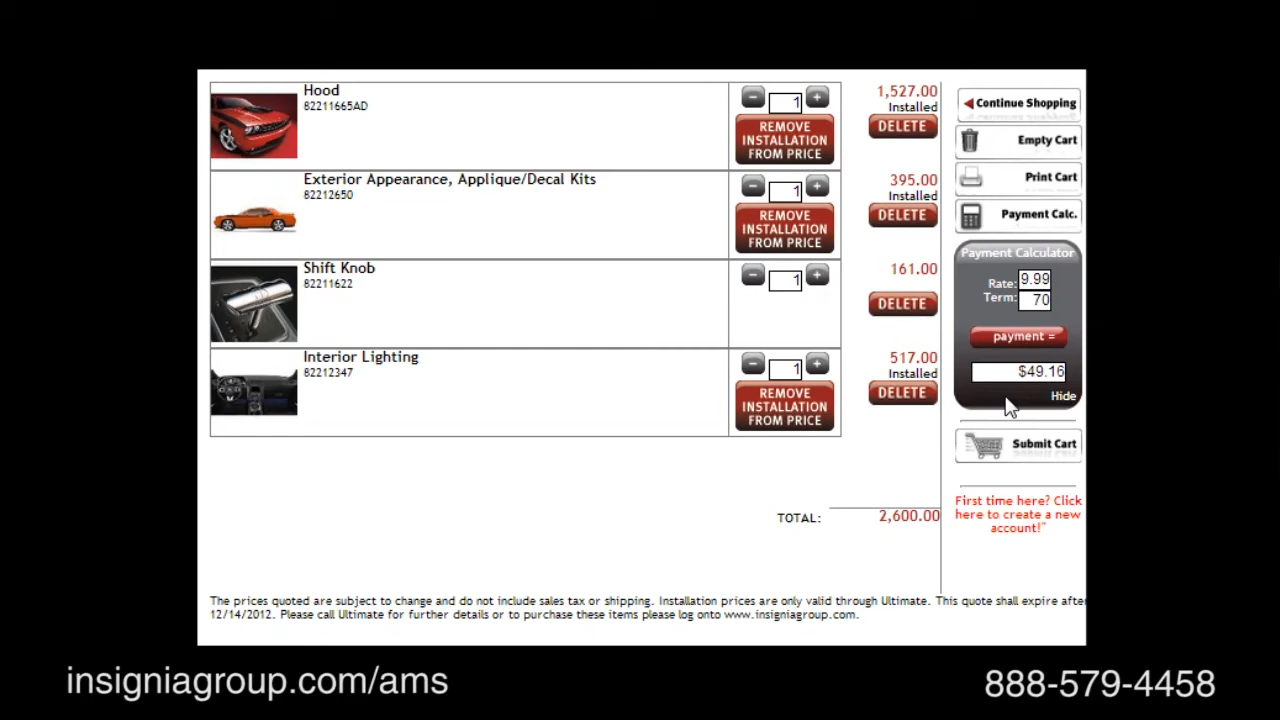 Hood
82211665AD
1
REMOVE
INSTALLATION
FROM PRICE
1,527.00
Installed
DELETE
Exterior Appearance, Applique/Decal Kits
82212650
1
REMOVE
INSTALLATION
FROM PRICE
395.00
Installed
DELETE
Shift Knob
82211622
1
161.00
DELETE
Interior Lighting
82212347
1
REMOVE
INSTALLATION
FROM PRICE
517.00
Installed
DELETE
TOTAL: 2,600.00
Continue Shopping
Empty Cart
Print Cart
Payment Calc.
Payment Calculator
Rate: 9.99
Term: 70
payment =
$49.16
Hide
Submit Cart
First time here? Click
here to create a new
account!"
The prices quoted are subject to change and do not include sales tax or shipping. Installation prices are only valid through Ultimate. This quote shall expire after
12/14/2012. Please call Ultimate for further details or to purchase these items please log onto www.insigniagroup.com.
insigniagroup.com/ams
888-579-4458